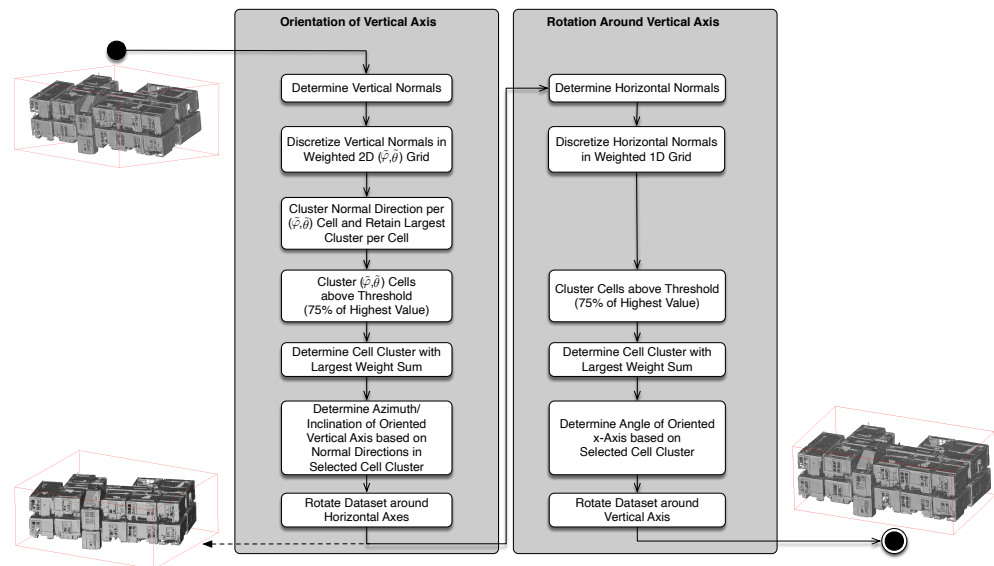 Orientation of Vertical Axis
Determine Vertical Normals
Discretize Vertical Normals in
Weighted 2D (φ̃,θ̃) Grid
Cluster Normal Direction per
(φ̃,θ̃) Cell and Retain Largest
Cluster per Cell
Cluster (φ̃,θ̃) Cells
above Threshold
(75% of Highest Value)
Determine Cell Cluster with
Largest Weight Sum
Determine Azimuth/
Inclination of Oriented
Vertical Axis based on
Normal Directions in
Selected Cell Cluster
Rotate Dataset around
Horizontal Axes
Rotation Around Vertical Axis
Determine Horizontal Normals
Discretize Horizontal Normals
in Weighted 1D Grid
Cluster Cells above Threshold
(75% of Highest Value)
Determine Cell Cluster with
Largest Weight Sum
Determine Angle of Oriented
x-Axis based on
Selected Cell Cluster
Rotate Dataset around
Vertical Axis